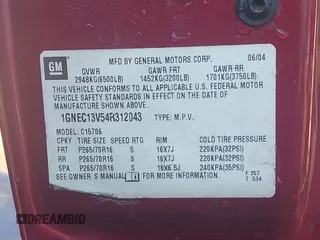 GM
MFD BY GENERAL MOTORS CORP. 06/04
GVWR GAWR FRT GAWR RR
2948KG(6500LB) 1452KG(3200LB) 1701KG(3750LB)
THIS VEHICLE CONFORMS TO ALL APPLICABLE U.S. FEDERAL
MOTOR VEHICLE SAFETY STANDARDS IN EFFECT ON THE DATE OF
MANUFACTURE SHOWN ABOVE.
1GNEC13V54R312043 TYPE: M.P.V.
MODEL: C15706
TIRE SIZE SPEED RTG RIM COLD TIRE PRESSURE
FRT P265/70R16 S 16X7J 220KPA(32PSI)
RR P265/70R16 S 16X7J 220KPA(32PSI)
SPA P265/70R16 S 16X6.5J 240KPA(35PSI)
SEE OWNER'S MANUAL FOR ADDITIONAL INFORMATION. F 257
T 534
© DREAMBID